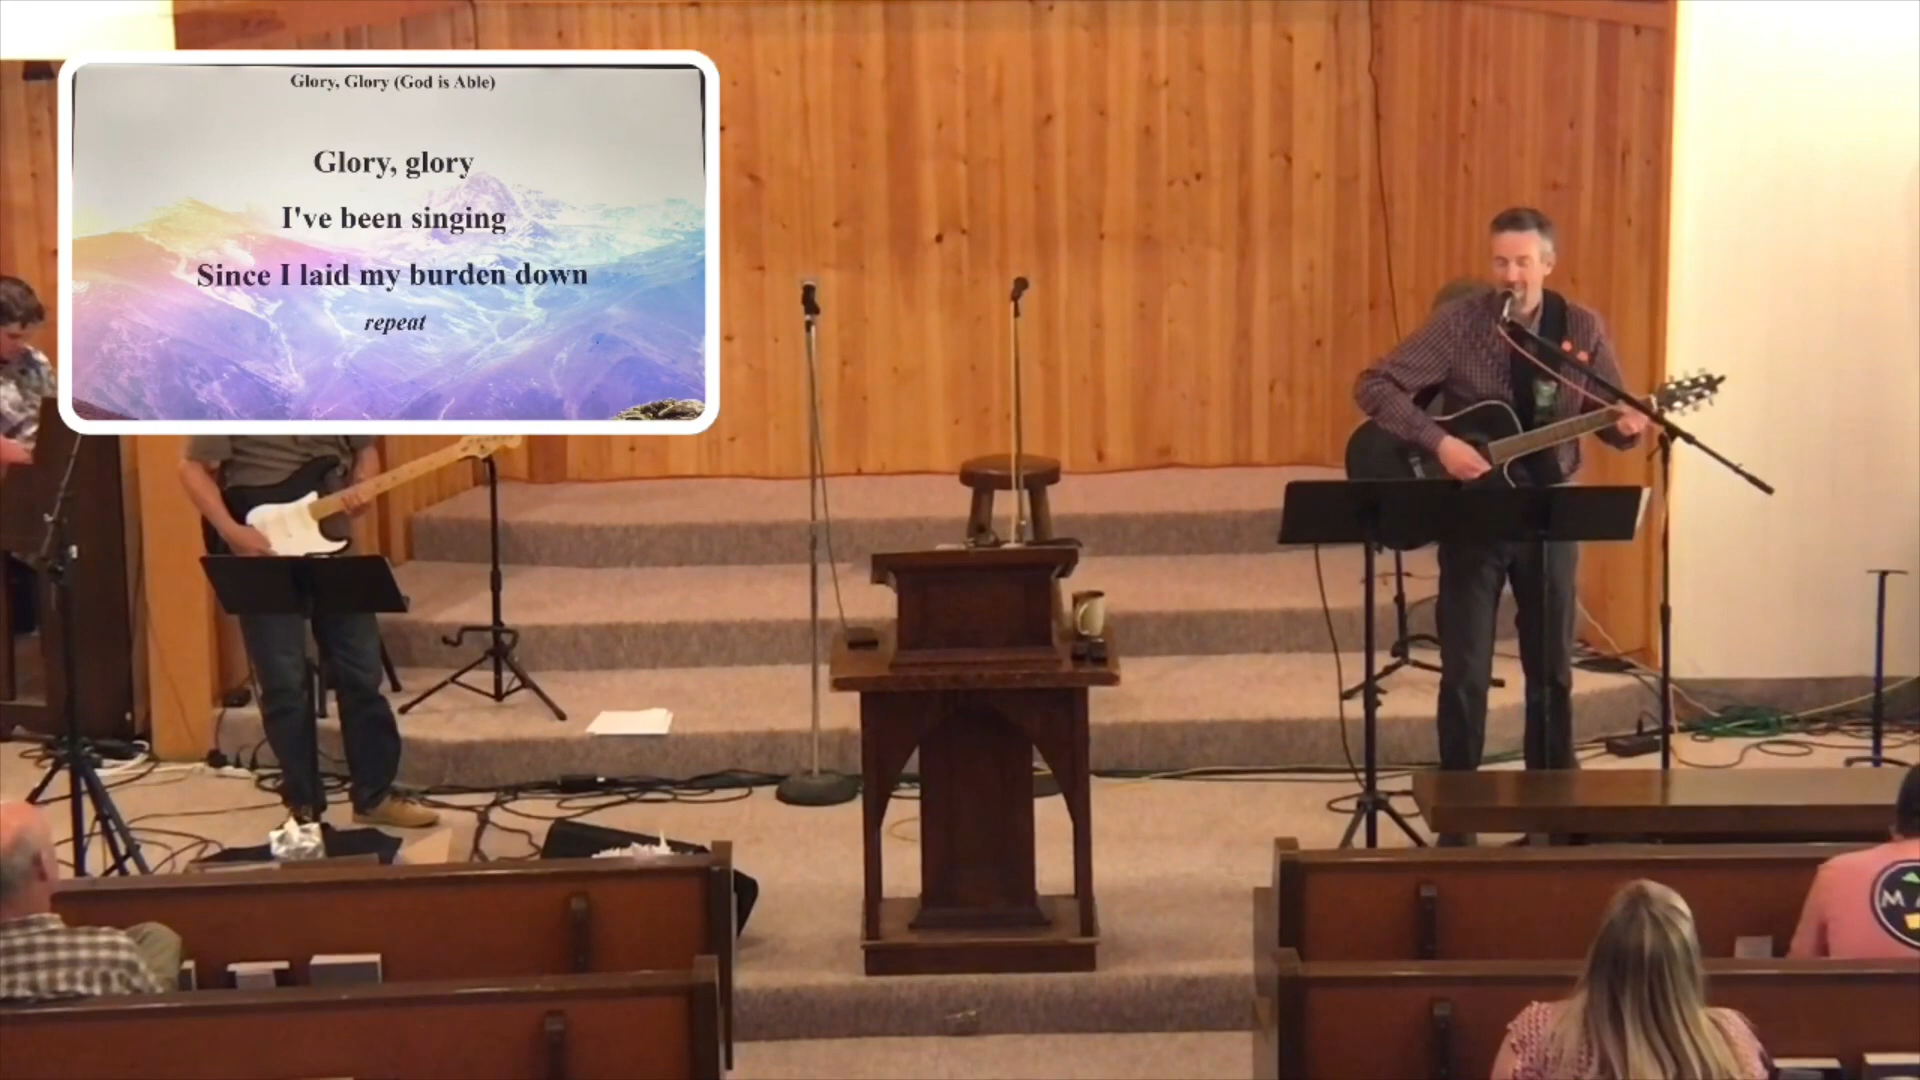 Glory, Glory (God is Able)
Glory, glory
I've been singing
Since I laid my burden down
repeat